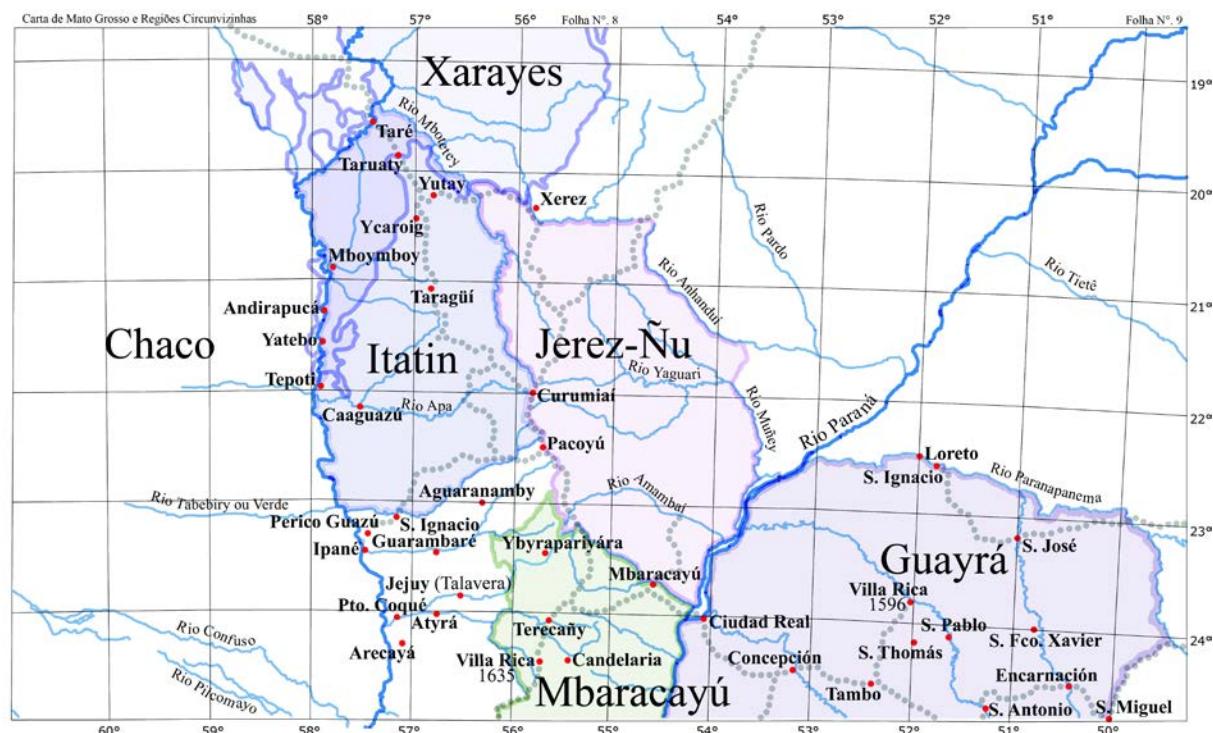 Carta de Mato Grosso e Regiões Circunvizinhas
58°
57°
Folha Nº. 8
56°
55°
54°
53°
52°
51°
Folha Nº. 9
Xarayes
19°
Rio Mbotetey
Taré
Taruaty
Yutay
Xerez
20°
Ycaroig
Rio Pardo
Mboymboy
Rio Tietê
Taragüí
Rio Anhanduí
Andirapucá
21°
Chaco
Yatebo
Itatin
Jerez-Ñu
Tepotí
Rio Yaguari
Curumiaí
Caaguazú
Rio Apa
Rio Muñey
Rio Paraná
22°
Pacoyú
Loreto
S. Ignacio
Rio Paranapanema
Aguaranamby
Rio Amambaí
Rio Tabebiry ou Verde
Perico Guazú
S. Ignacio
23°
Ipané
Guarambaré
Ybyrapariyára
S. José
Guayrá
Mbaracayú
Jejuy (Talavera)
Villa Rica
1596
Pto. Coqué
Atyrá
Terecañy
Ciudad Real
S. Pablo
S. Fco. Xavier
24°
Rio Confuso
Arecayá
S. Thomás
Villa Rica
1635
Candelaria
Concepción
Encarnación
Rio Pilcomayo
Mbaracayú
Tambo
S. Antonio
S. Miguel
60°
59°
58°
57°
56°
55°
54°
53°
52°
51°
50°